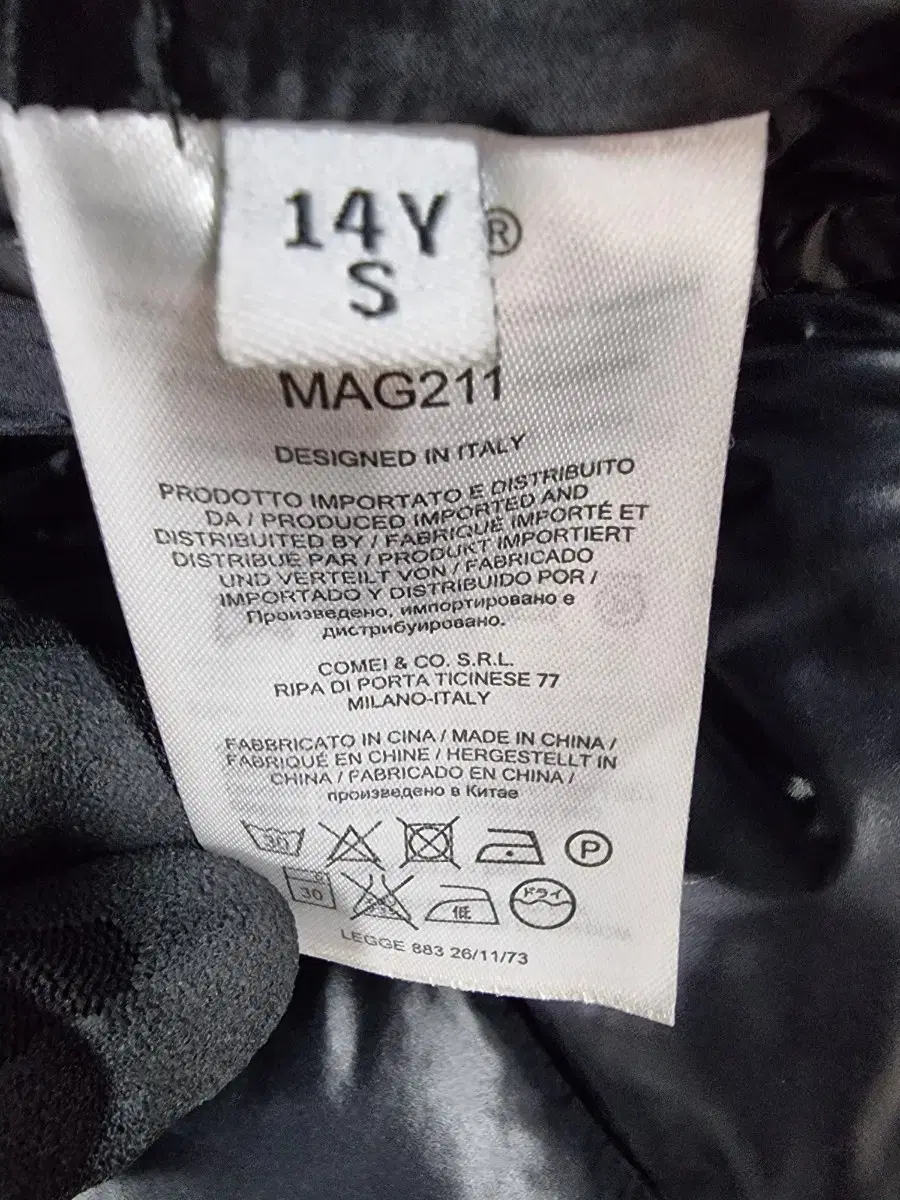 14Y
S
®
MAG211
DESIGNED IN ITALY
PRODOTTO IMPORTATO E DISTRIBUITO
DA / PRODUCED IMPORTED AND
DISTRIBUITED BY / FABRIQUÉ IMPORTÉ ET
DISTRIBUÉ PAR / PRODUKT IMPORTIERT
UND VERTEILT VON / FABRICADO
IMPORTADO Y DISTRIBUIDO POR /
Произведено, импортировано е
дистрибуировано.
COMEI & CO. S.R.L.
RIPA DI PORTA TICINESE 77
MILANO-ITALY
FABBRICATO IN CINA / MADE IN CHINA /
FABRIQUÉ EN CHINE / HERGESTELLT IN
CHINA / FABRICADO EN CHINA /
произведено в Китае
30 P
30 低 ドライ
LEGGE 883 26/11/73